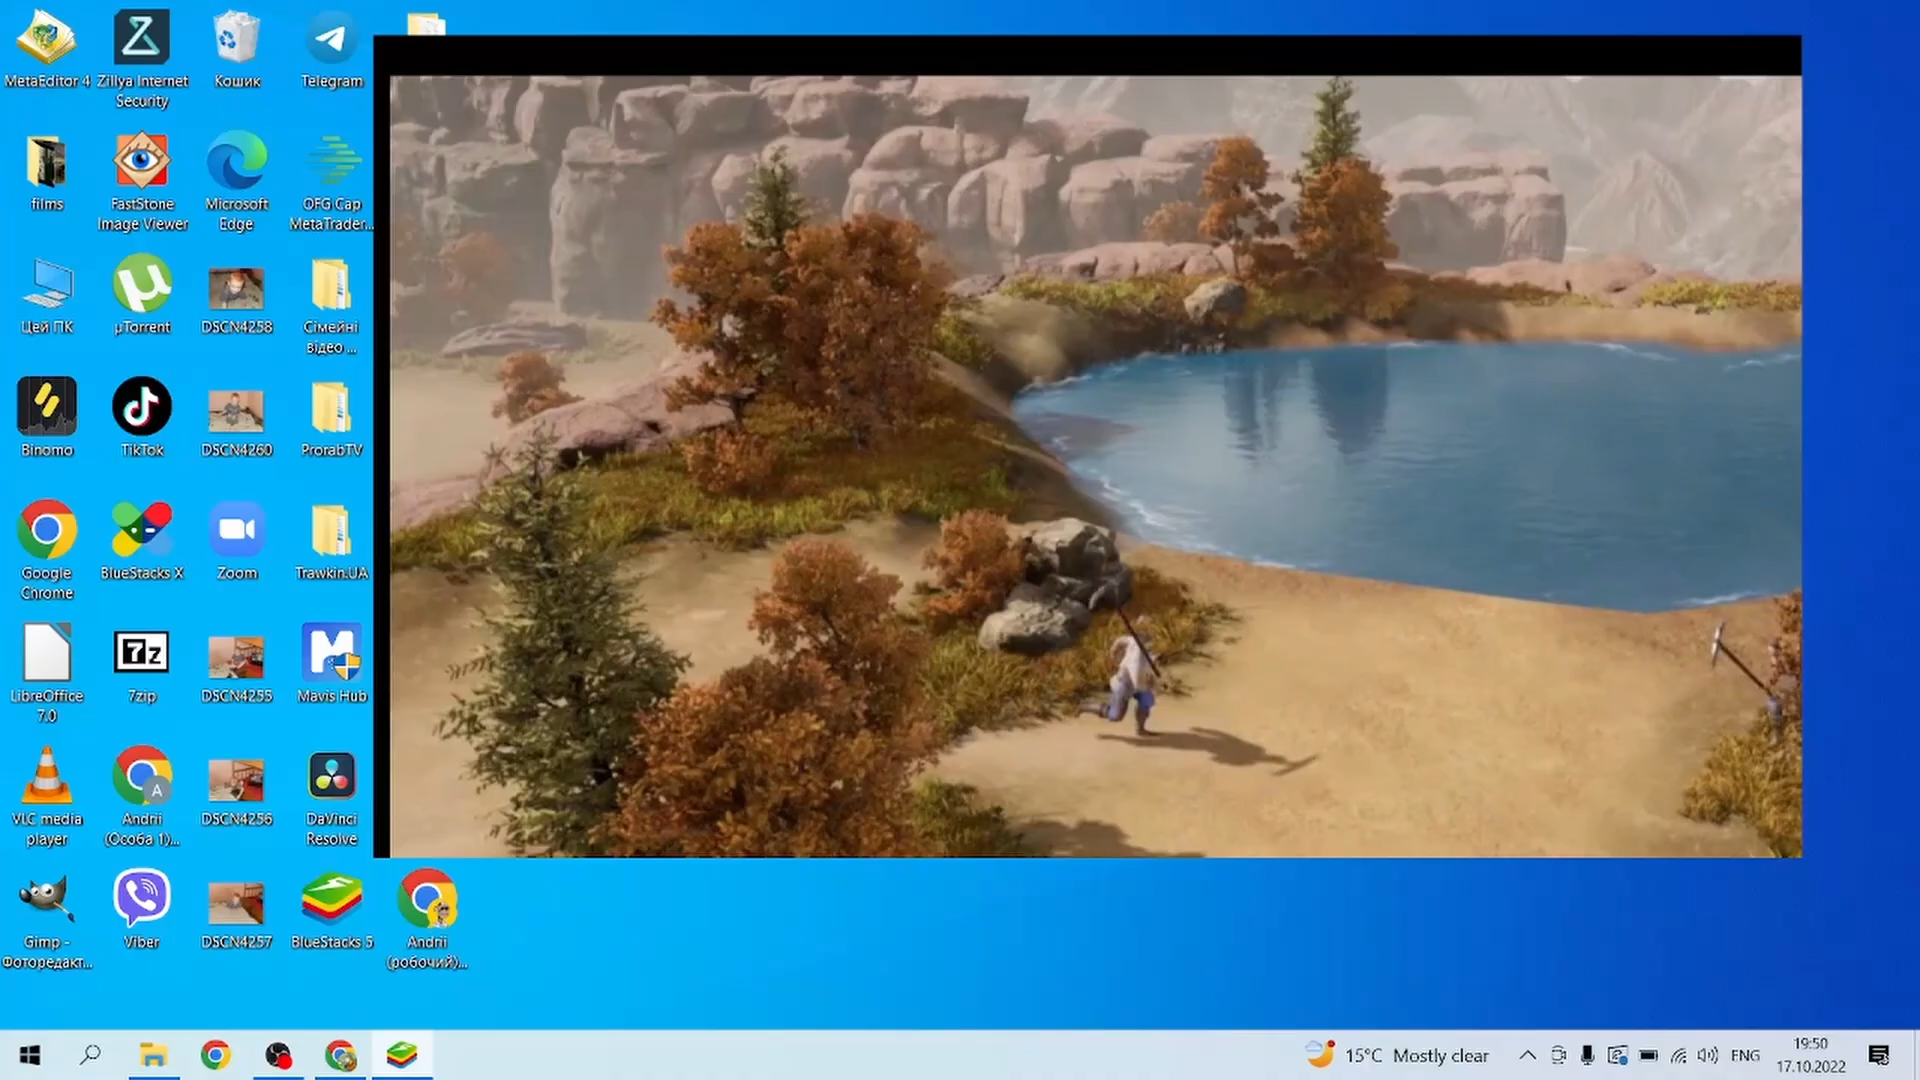 MetaEditor 4
Zillya Internet
Security
Кошик
Telegram
films
FastStone
Image Viewer
Microsoft
Edge
OFG Cap
MetaTrader...
Цей ПК
µTorrent
DSCN4258
Сімейні
відео ...
Binomo
TikTok
DSCN4260
ProrabTV
Google
Chrome
BlueStacks X
Zoom
Trawkin.UA
LibreOffice
7.0
7z
7zip
DSCN4255
Mavis Hub
VLC media
player
A
Andrii
(Особа 1)...
DSCN4256
DaVinci
Resolve
Gimp -
Фоторедакт...
Viber
DSCN4257
BlueStacks 5
Andrii
(робочий)...
15°C Mostly clear
ENG
19:50
17.10.2022